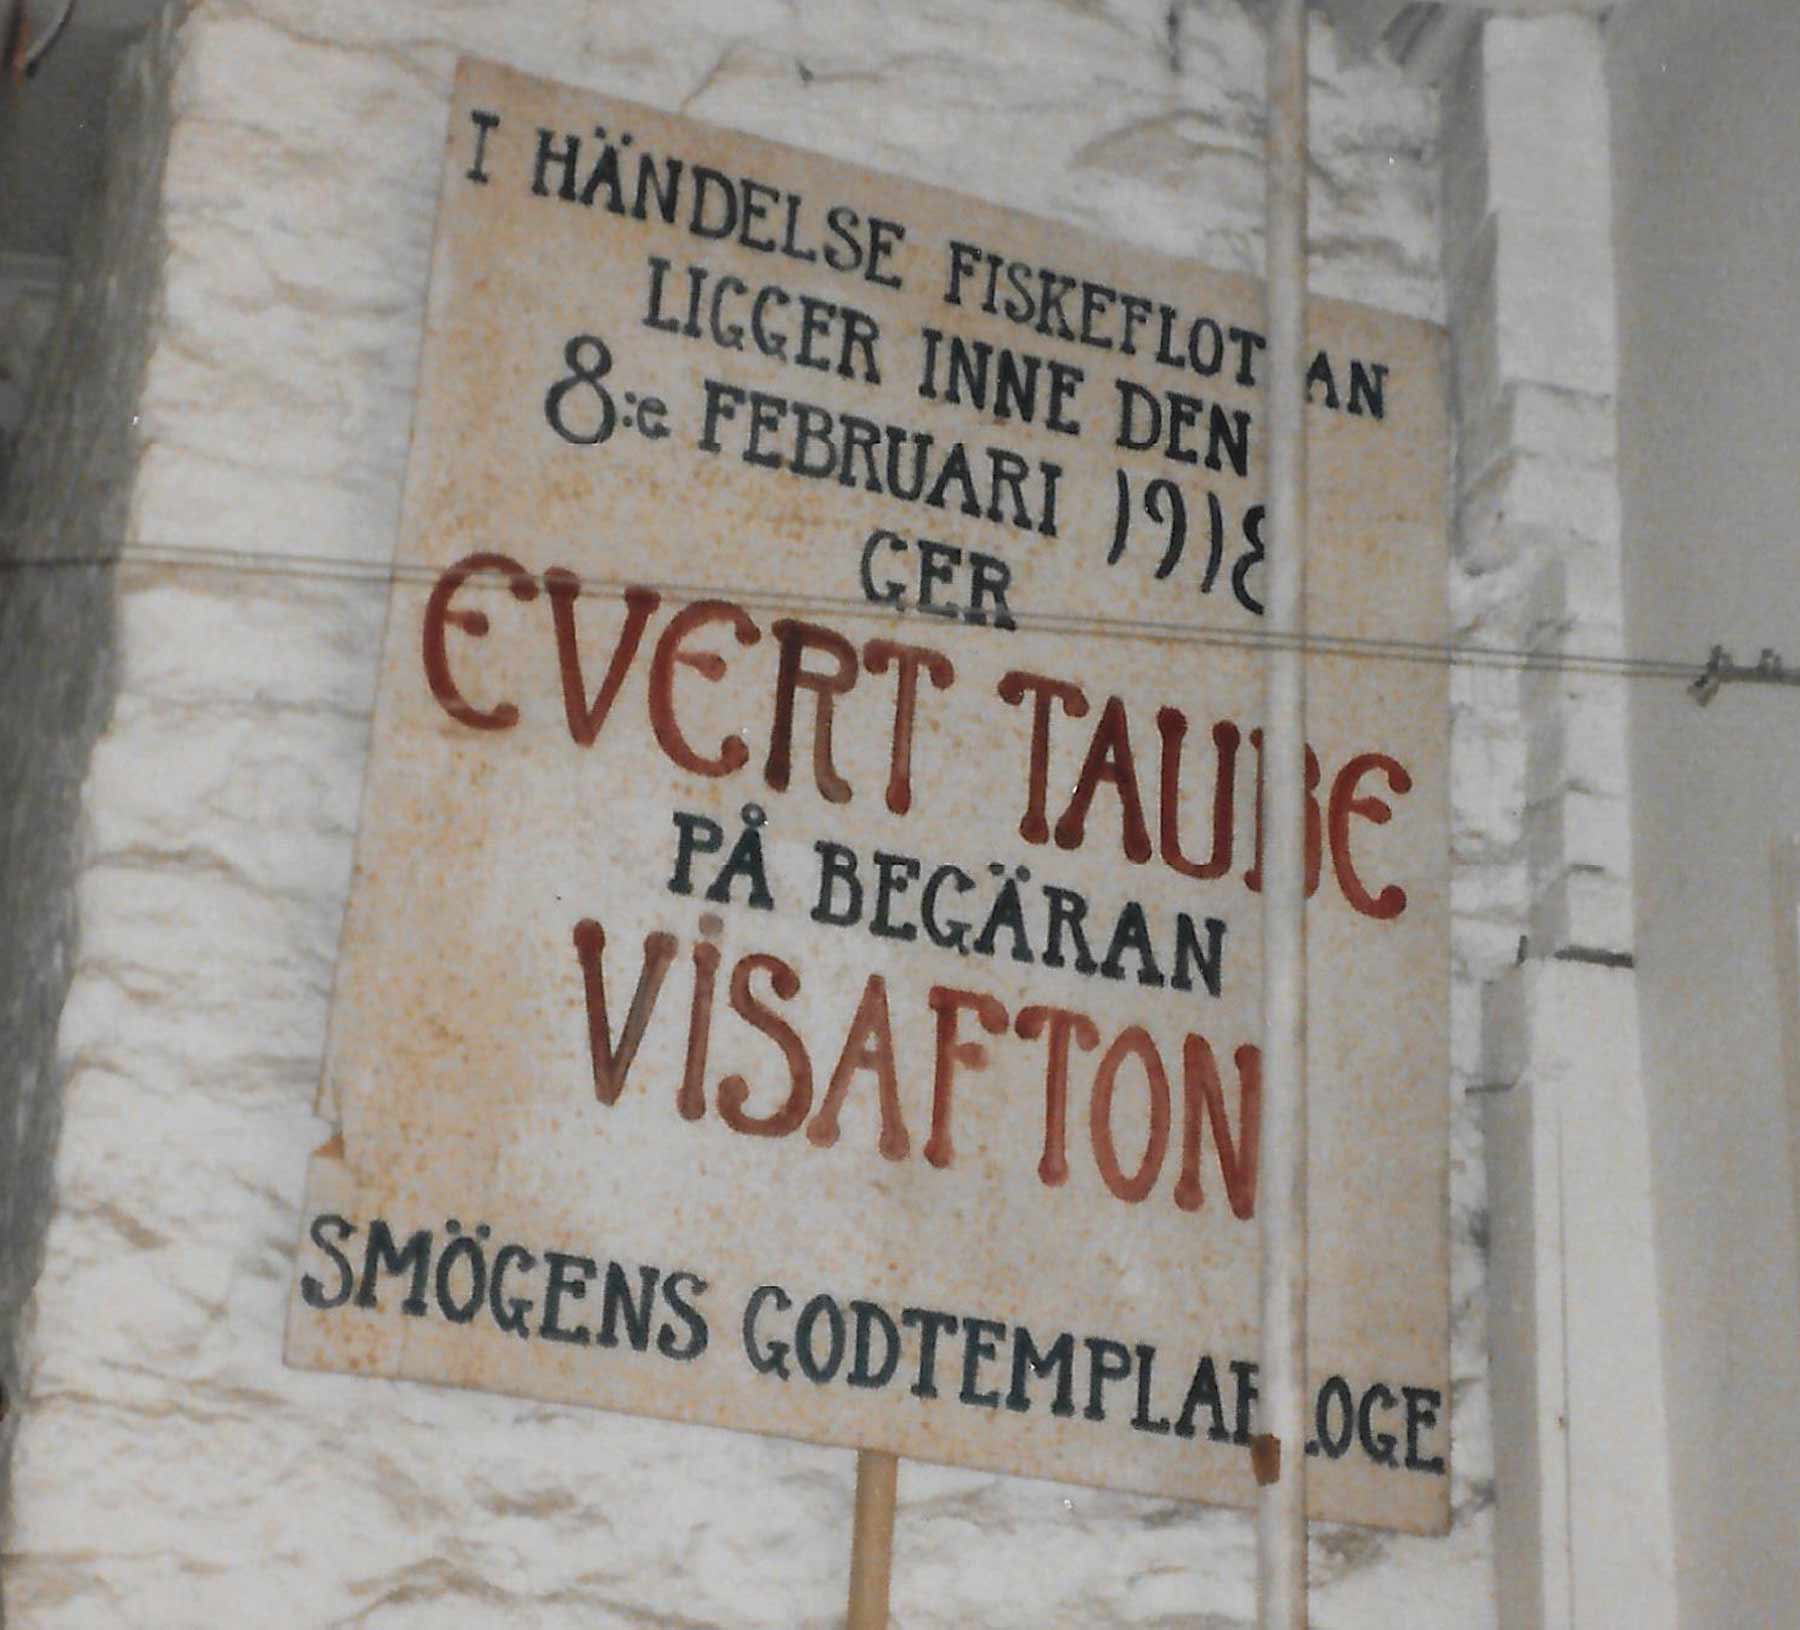 I HÄNDELSE FISKEFLOTTAN
LIGGER INNE DEN
8:e FEBRUARI 1918
GER
EVERT TAUBE
PÅ BEGÄRAN
VISAFTON
SMÖGENS GODTEMPLARLOGE